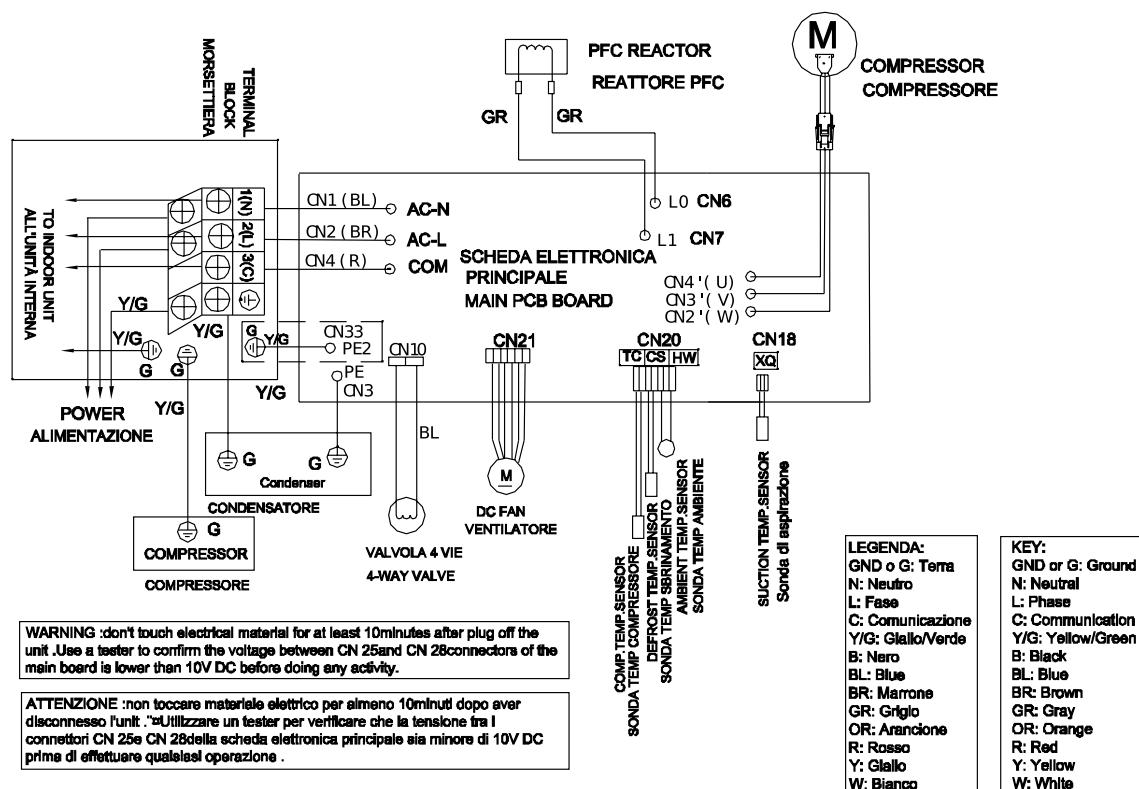 PFC REACTOR
REATTORE PFC
GR
GR
M
COMPRESSOR
COMPRESSORE
TERMINAL
BLOCK
MORSETTIERA
TO INDOOR UNIT
ALL'UNITÀ INTERNA
1(N)
2(L)
3(C)
CN1 ( BL)
AC-N
CN2 ( BR)
AC-L
CN4 ( R)
COM
L0 CN6
L1 CN7
SCHEDA ELETTRONICA
PRINCIPALE
MAIN PCB BOARD
CN4 '( U)
CN3 '( V)
CN2 '( W)
Y/G
Y/G
G
G
Y/G
G
Y/G
CN33
PE2
PE
CN3
CN10
CN21
CN20
TC CS HW
CN18
XQ
POWER
ALIMENTAZIONE
Y/G
Y/G
BL
G
G
Condenser
CONDENSATORE
G
COMPRESSOR
COMPRESSORE
VALVOLA 4 VIE
4-WAY VALVE
M
DC FAN
VENTILATORE
COMP.TEMP.SENSOR
SONDA TEMP COMPRESSORE
DEFROST TEMP.SENSOR
SONDA TEMP SBRINAMENTO
AMBIENT TEMP.SENSOR
SONDA TEMP AMBIENTE
SUCTION TEMP.SENSOR
Sonda di aspirazione
WARNING :don't touch electrical material for at least 10minutes after plug off the
unit .Use a tester to confirm the voltage between CN 25and CN 28connectors of the
main board is lower than 10V DC before doing any activity.
ATTENZIONE :non toccare materiale elettrico per almeno 10minuti dopo aver
disconnesso l'unit ."¤Utilizzare un tester per verificare che la tensione tra i
connettori CN 25e CN 28della scheda elettronica principale sia minore di 10V DC
prima di effettuare qualsiasi operazione .
LEGENDA:
GND o G: Terra
N: Neutro
L: Fase
C: Comunicazione
Y/G: Giallo/Verde
B: Nero
BL: Blue
BR: Marrone
GR: Grigio
OR: Arancione
R: Rosso
Y: Giallo
W: Bianco
KEY:
GND or G: Ground
N: Neutral
L: Phase
C: Communication
Y/G: Yellow/Green
B: Black
BL: Blue
BR: Brown
GR: Gray
OR: Orange
R: Red
Y: Yellow
W: White